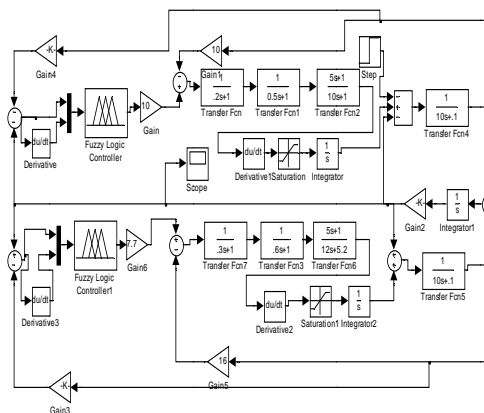 -K-
Gain4
10
Gain1
Step
1
.2s+1
Transfer Fcn
1
0.5s+1
Transfer Fcn1
5s+1
10s+1
Transfer Fcn2
1
10s+.1
Transfer Fcn4
du/dt
Derivative
Fuzzy Logic
Controller
10
Gain
du/dt
Derivative1
Saturation
1
s
Integrator
Scope
-K-
Gain2
1
s
Integrator1
du/dt
Derivative3
Fuzzy Logic
Controller1
7.7
Gain6
1
.3s+1
Transfer Fcn7
1
.6s+1
Transfer Fcn3
5s+1
12s+5.2
Transfer Fcn6
1
10s+.1
Transfer Fcn5
du/dt
Derivative2
Saturation1
1
s
Integrator2
16
Gain5
-K-
Gain3